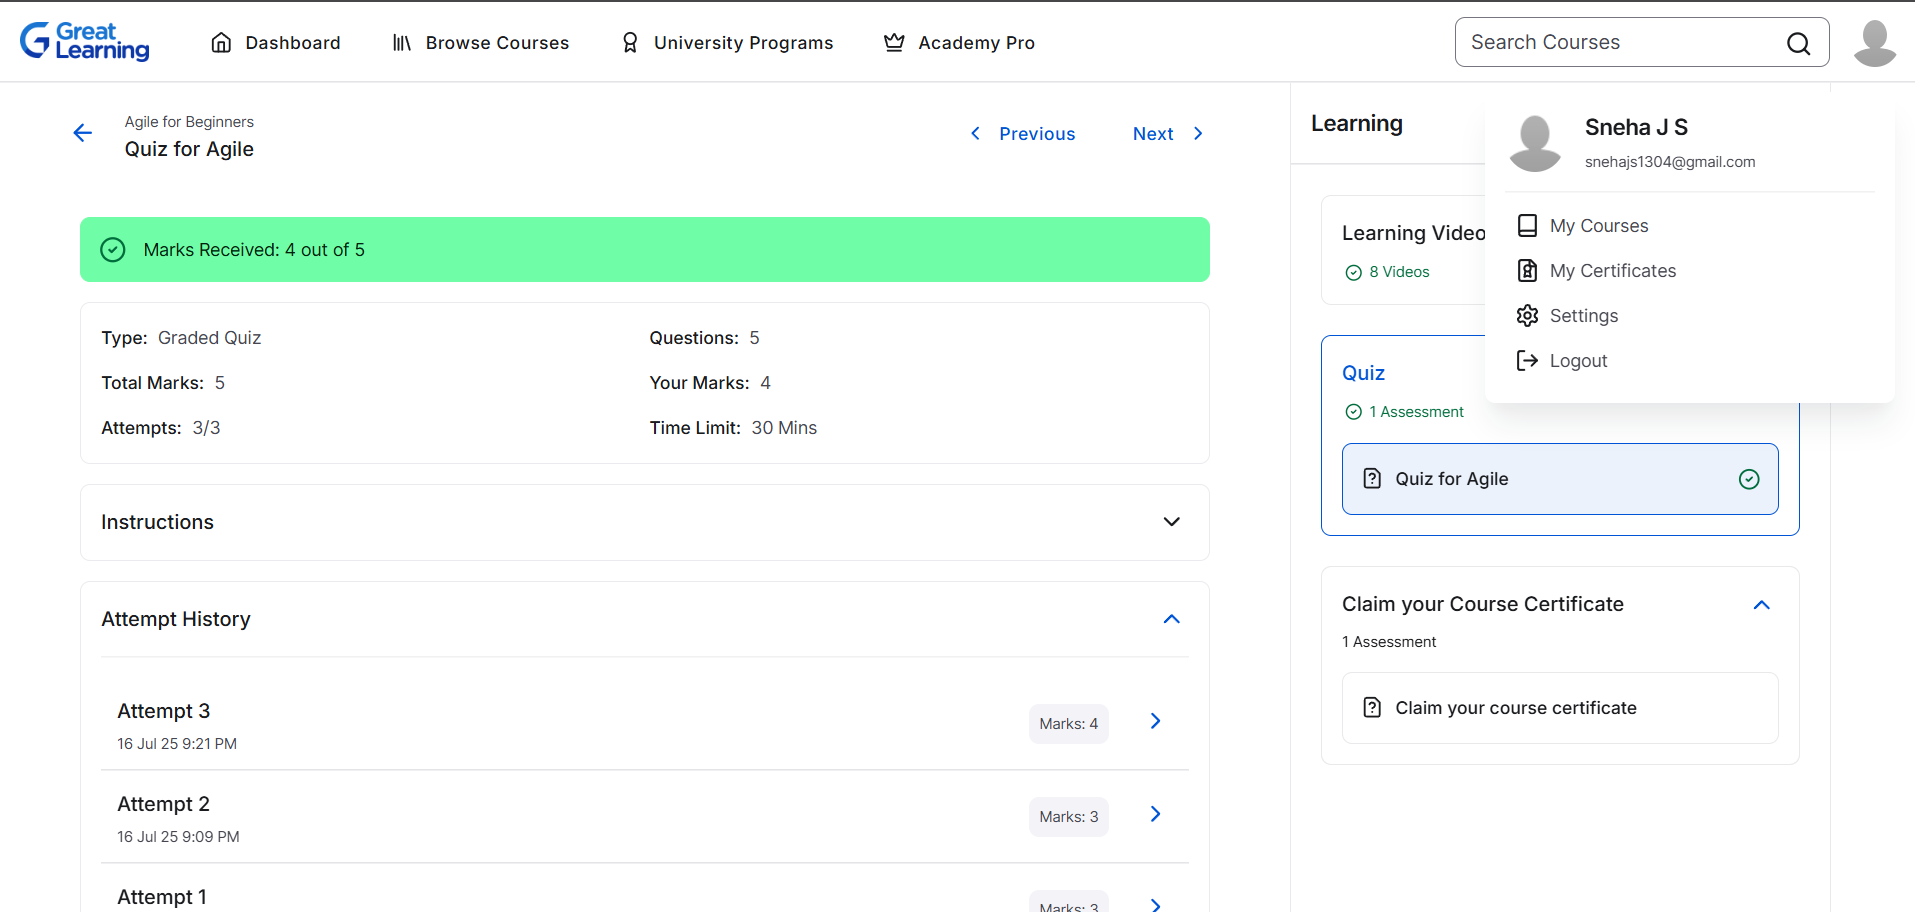 Great Learning
Dashboard
Browse Courses
University Programs
Academy Pro
Search Courses
Agile for Beginners
Quiz for Agile
Previous
Next
Marks Received: 4 out of 5
Type: Graded Quiz
Questions: 5
Total Marks: 5
Your Marks: 4
Attempts: 3/3
Time Limit: 30 Mins
Instructions
Attempt History
Attempt 3
16 Jul 25 9:21 PM
Marks: 4
Attempt 2
16 Jul 25 9:09 PM
Marks: 3
Attempt 1
Marks: 3
Learning
Sneha J S
snehajs1304@gmail.com
My Courses
My Certificates
Settings
Logout
Learning Video
8 Videos
Quiz
1 Assessment
Quiz for Agile
Claim your Course Certificate
1 Assessment
Claim your course certificate